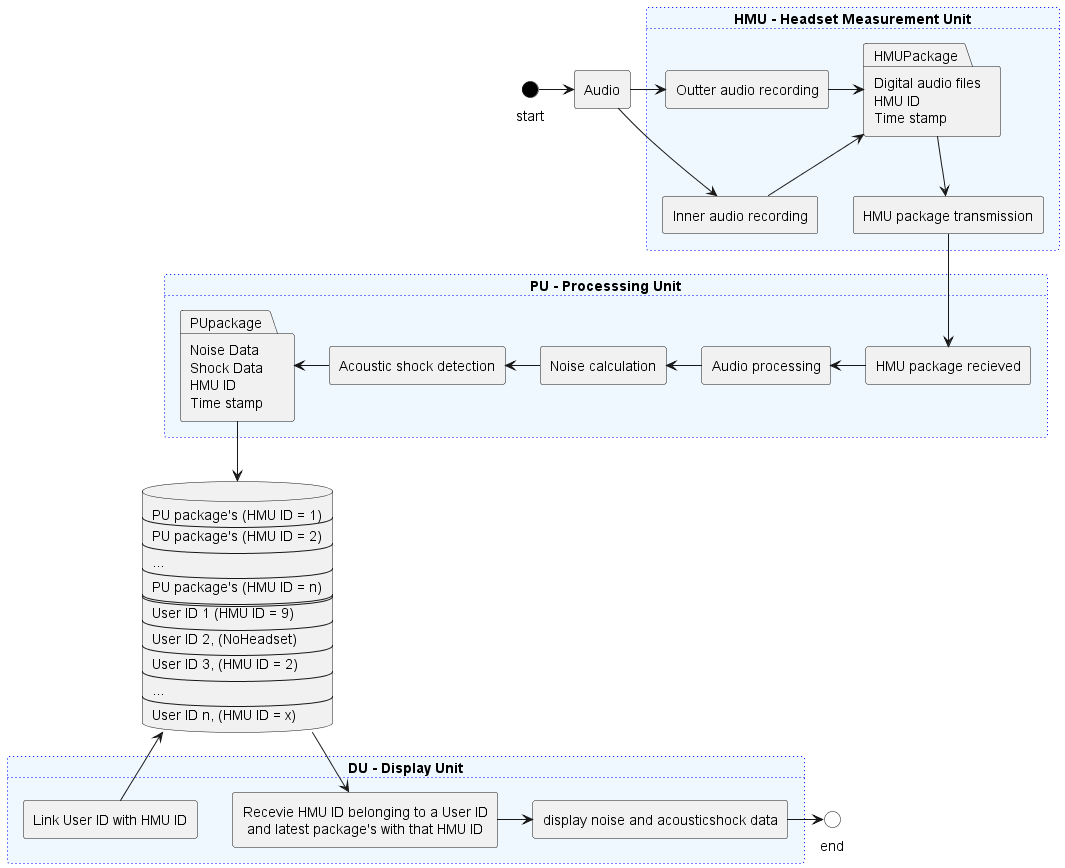 HMU - Headset Measurement Unit
start
Audio
Outter audio recording
HMUPackage
Digital audio files
HMU ID
Time stamp
Inner audio recording
HMU package transmission
PU - Processsing Unit
PUpackage
Noise Data
Shock Data
HMU ID
Time stamp
Acoustic shock detection
Noise calculation
Audio processing
HMU package recieved
PU package's (HMU ID = 1)
PU package's (HMU ID = 2)
...
PU package's (HMU ID = n)
User ID 1 (HMU ID = 9)
User ID 2, (NoHeadset)
User ID 3, (HMU ID = 2)
...
User ID n, (HMU ID = x)
DU - Display Unit
Link User ID with HMU ID
Recevie HMU ID belonging to a User ID
and latest package's with that HMU ID
display noise and acousticshock data
end